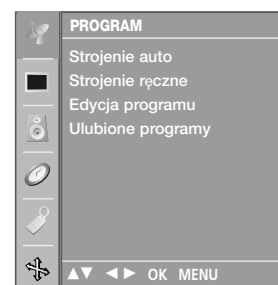 PROGRAM
Strojenie auto
Strojenie ręczne
Edycja programu
Ulubione programy
▲▼ ◄► OK MENU